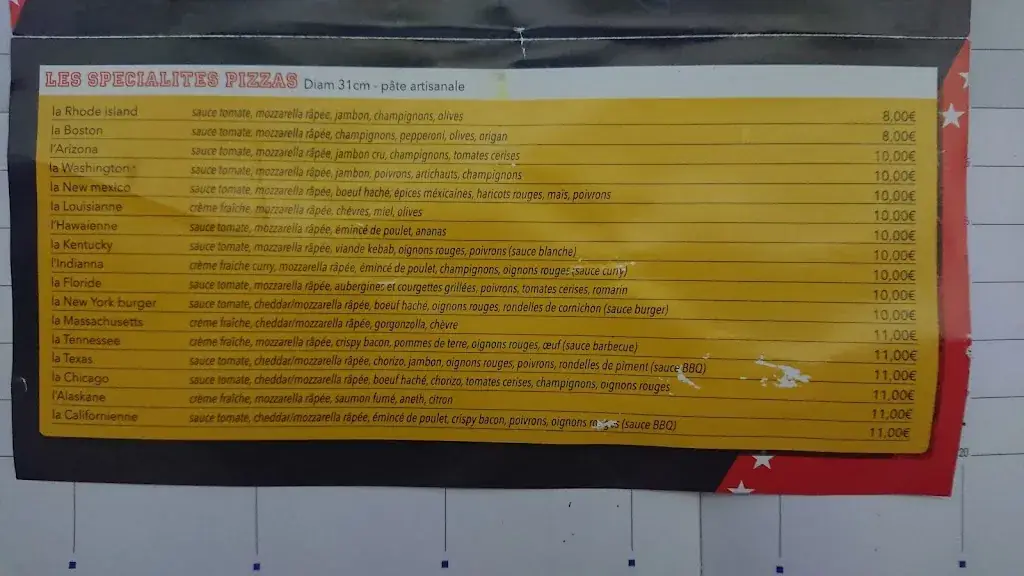 LES SPECIALITES PIZZAS Diam 31cm - pâte artisanale
la Rhode island sauce tomate, mozzarella râpée, jambon, champignons, olives 8,00€
la Boston sauce tomate, mozzarella râpée, champignons, pepperoni, olives, origan 8,00€
l'Arizona sauce tomate, mozzarella râpée, jambon cru, champignons, tomates cerises 10,00€
la Washington sauce tomate, mozzarella râpée, jambon, poivrons, artichauts, champignons 10,00€
la New mexico sauce tomate, mozzarella râpée, boeuf haché, épices méxicaines, haricots rouges, maïs, poivrons 10,00€
la Louisianne crème fraîche, mozzarella râpée, chèvres, miel, olives 10,00€
l'Hawaienne sauce tomate, mozzarella râpée, émincé de poulet, ananas 10,00€
la Kentucky sauce tomate, mozzarella râpée, viande kebab, oignons rouges, poivrons (sauce blanche) 10,00€
l'Indianna crème fraiche curry, mozzarella râpée, émincé de poulet, champignons, oignons rouges (sauce curry) 10,00€
la Floride sauce tomate, mozzarella râpée, aubergines et courgettes grillées, poivrons, tomates cerises, romarin 10,00€
la New York burger sauce tomate, cheddar/mozzarella râpée, boeuf haché, oignons rouges, rondelles de cornichon (sauce burger) 10,00€
la Massachusetts crème fraîche, cheddar/mozzarella râpée, gorgonzolla, chèvre 11,00€
la Tennessee crème fraîche, mozzarella râpée, crispy bacon, pommes de terre, oignons rouges, œuf (sauce barbecue) 11,00€
la Texas sauce tomate, cheddar/mozzarella râpée, chorizo, jambon, oignons rouges, poivrons, rondelles de piment (sauce BBQ) 11,00€
la Chicago sauce tomate, cheddar/mozzarella râpée, boeuf haché, chorizo, tomates cerises, champignons, oignons rouges 11,00€
l'Alaskane crème fraîche, mozzarella râpée, saumon fumé, aneth, citron 11,00€
la Californienne sauce tomate, cheddar/mozzarella râpée, émincé de poulet, crispy bacon, poivrons, oignons rouges (sauce BBQ) 11,00€
20